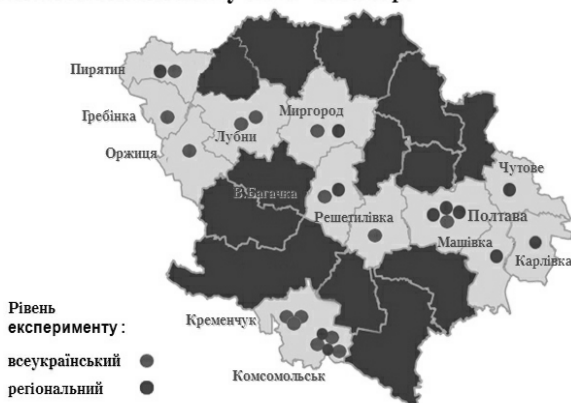 Пирятин
Гребінка
Оржиця
Лубни
Миргород
В.Багачка
Решетилівка
Чутове
Полтава
Машівка
Карлівка
Кременчук
Комсомольськ
Рівень
експерименту :
всеукраїнський
регіональний